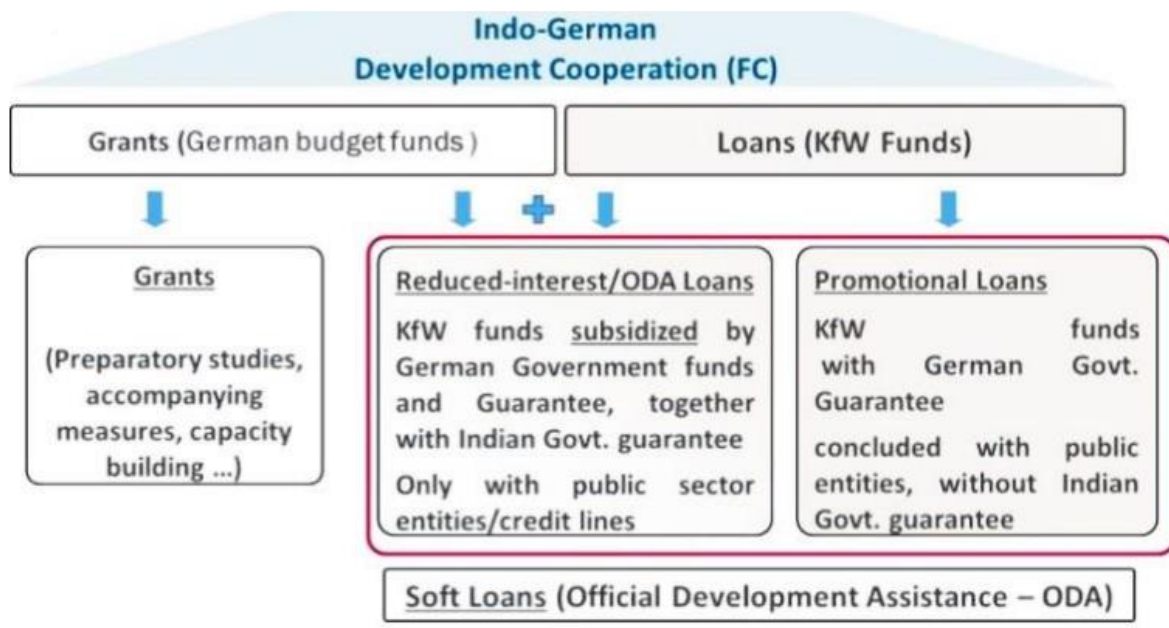 Indo-German
Development Cooperation (FC)
Grants (German budget funds )
Loans (KfW Funds)
Grants
(Preparatory studies,
accompanying
measures, capacity
building ...)
Reduced-interest/ODA Loans
KfW funds subsidized by
German Government funds
and Guarantee, together
with Indian Govt. guarantee
Only with public sector
entities/credit lines
Promotional Loans
KfW funds
with German Govt.
Guarantee
concluded with public
entities, without Indian
Govt. guarantee
Soft Loans (Official Development Assistance – ODA)